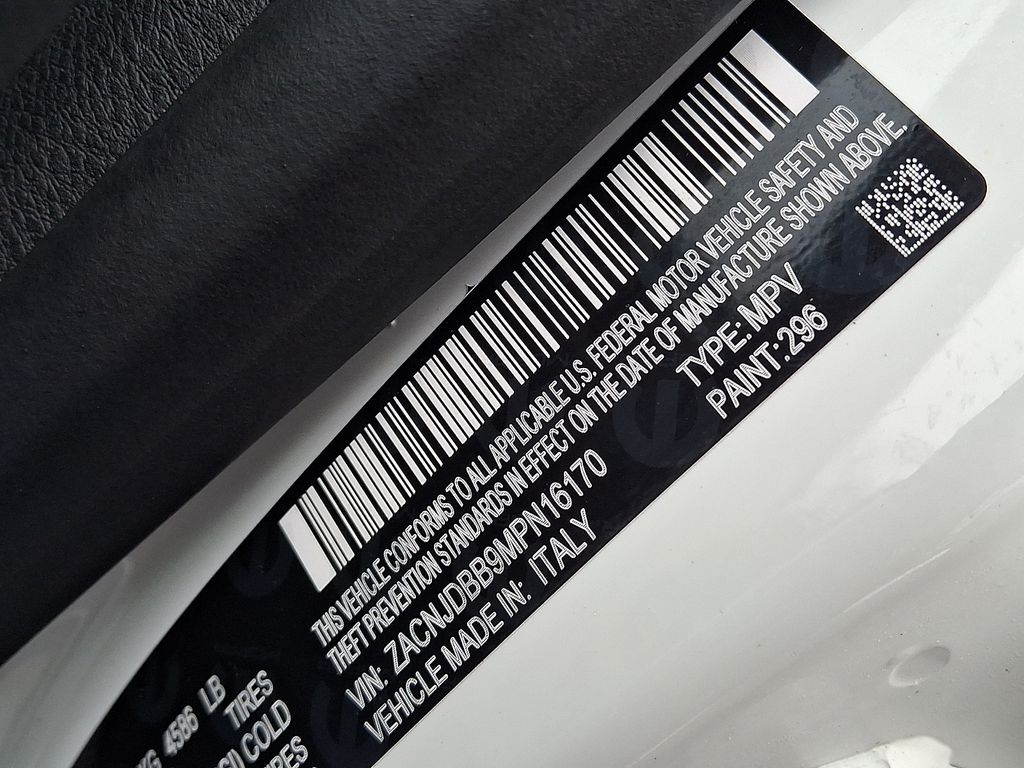 THIS VEHICLE CONFORMS TO ALL APPLICABLE U.S. FEDERAL MOTOR VEHICLE SAFETY AND
THEFT PREVENTION STANDARDS IN EFFECT ON THE DATE OF MANUFACTURE SHOWN ABOVE.
VIN: ZACNJDBB9MPN16170
TYPE: MPV
VEHICLE MADE IN: ITALY
PAINT: 296
KG 4586 LB
TIRES
COLD